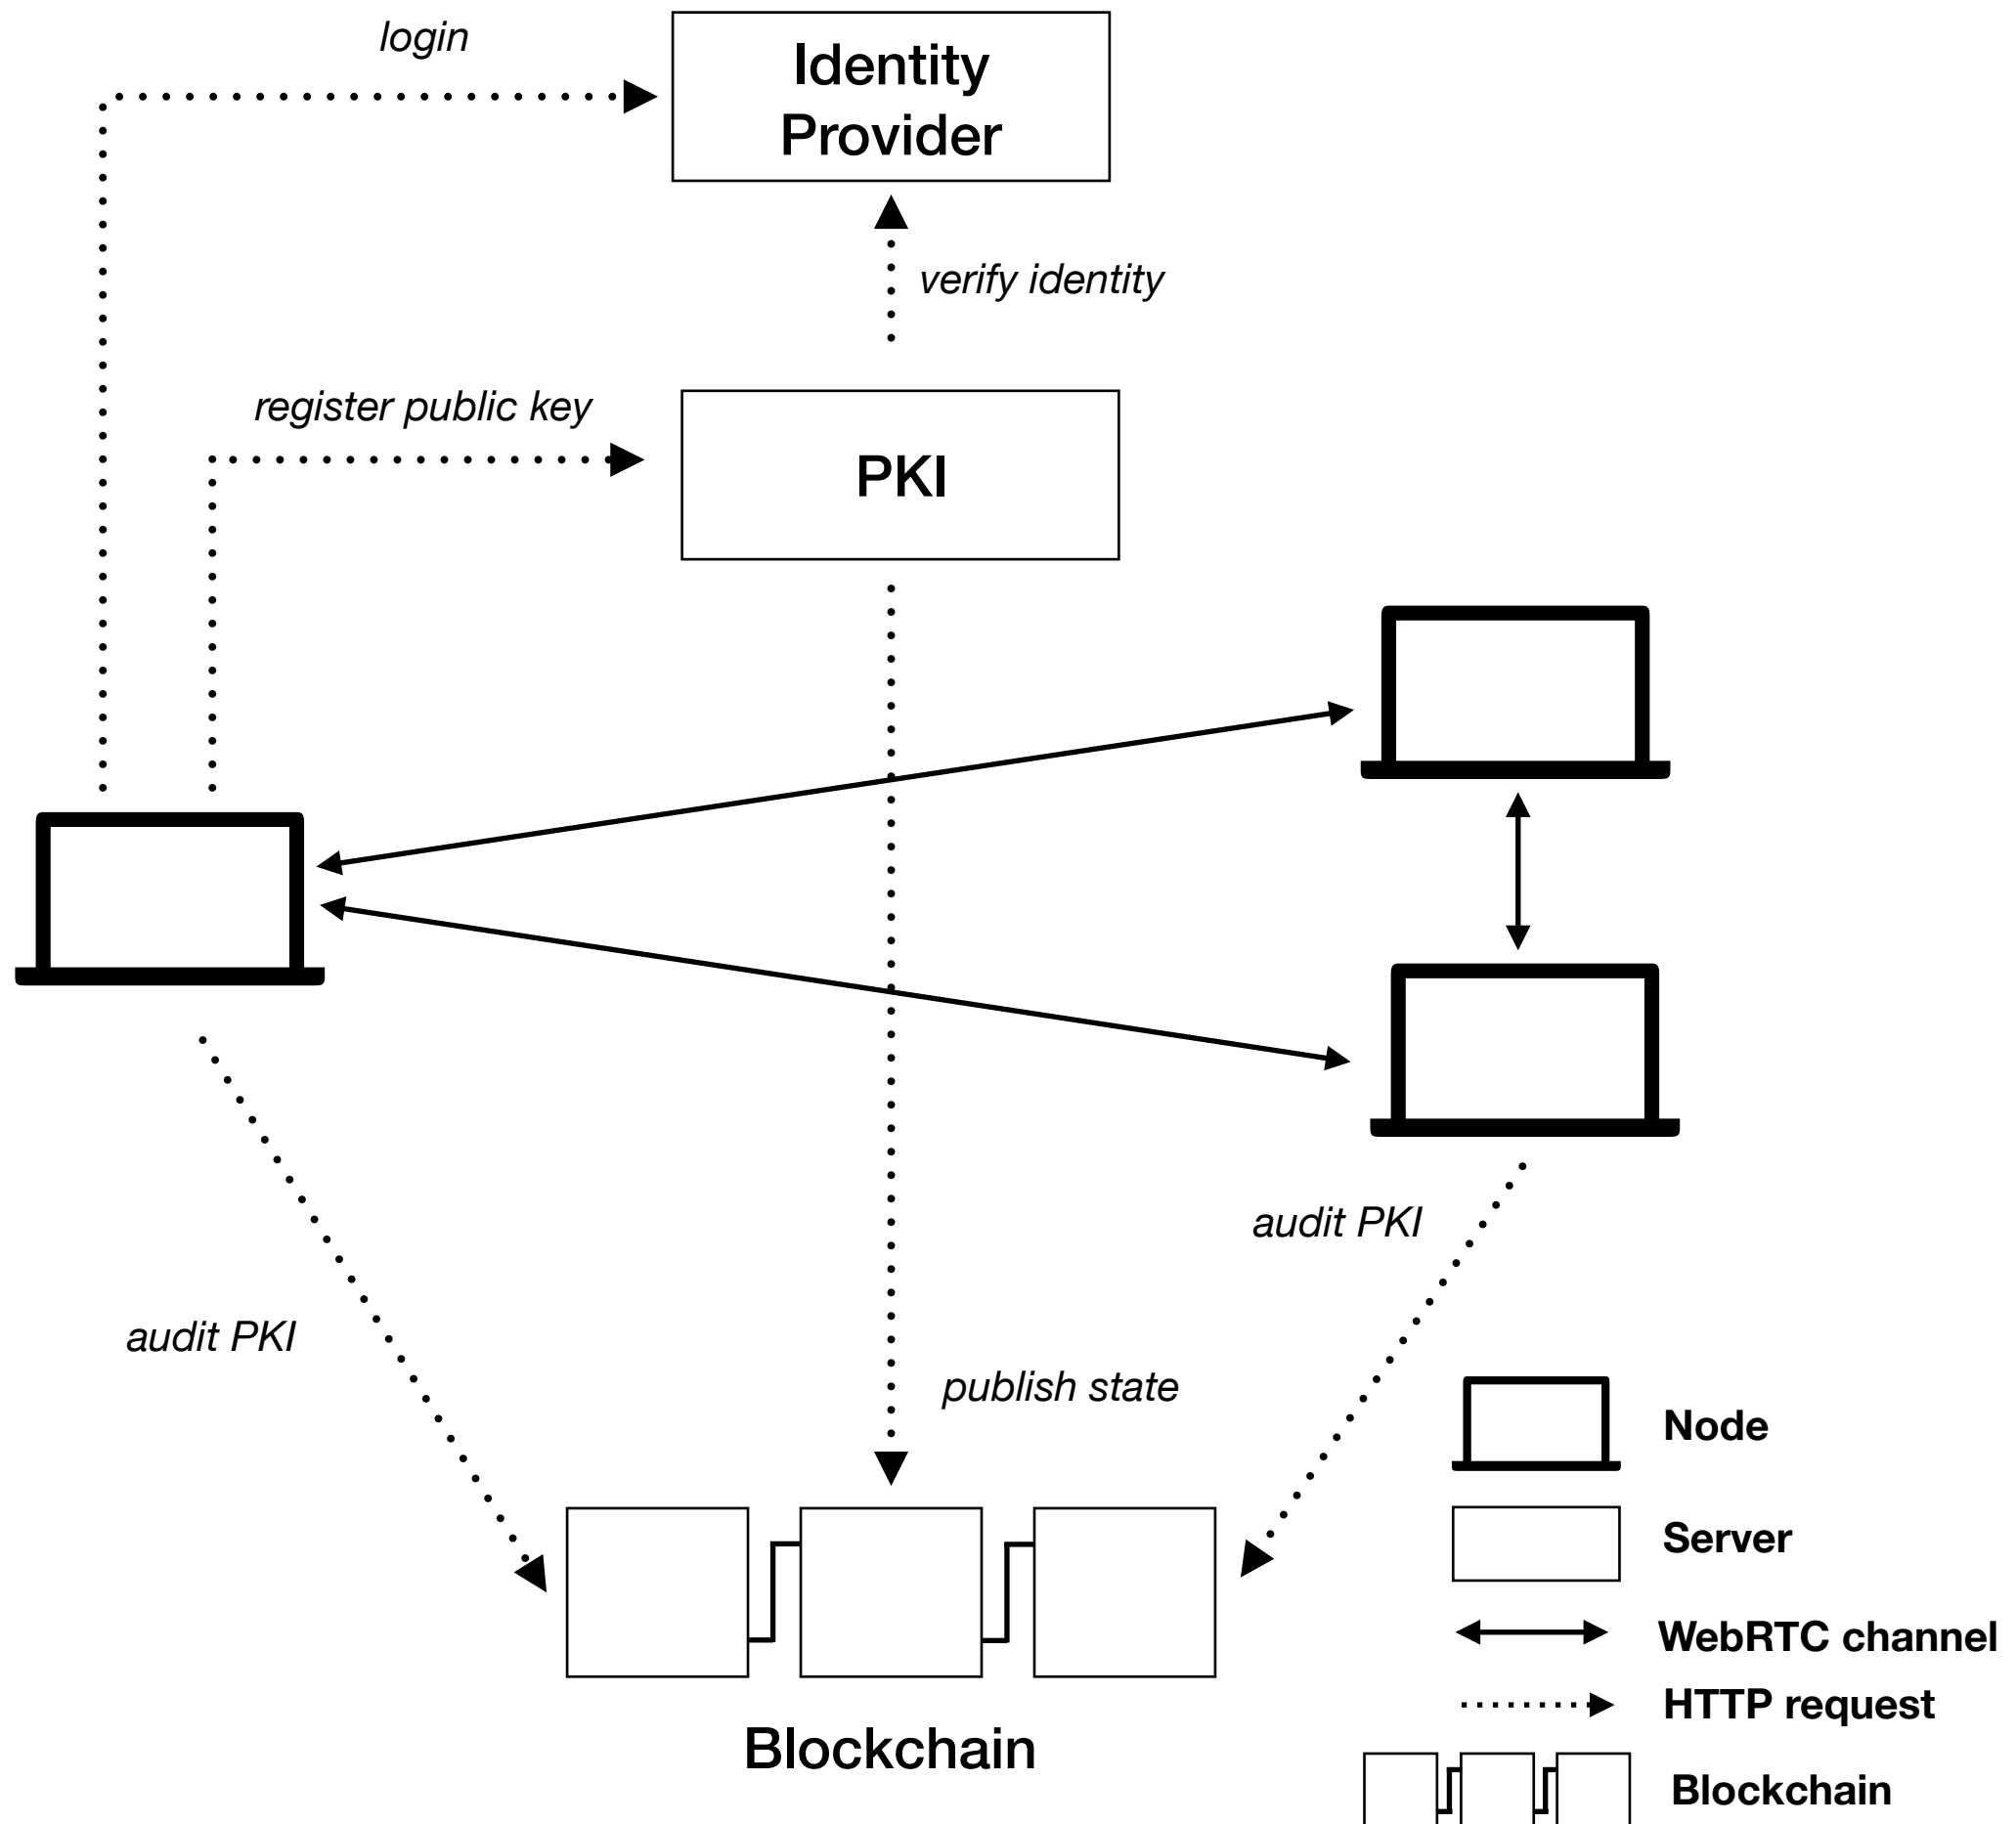 login
Identity
Provider
verify identity
register public key
PKI
audit PKI
audit PKI
publish state
Blockchain
Node
Server
WebRTC channel
HTTP request
Blockchain